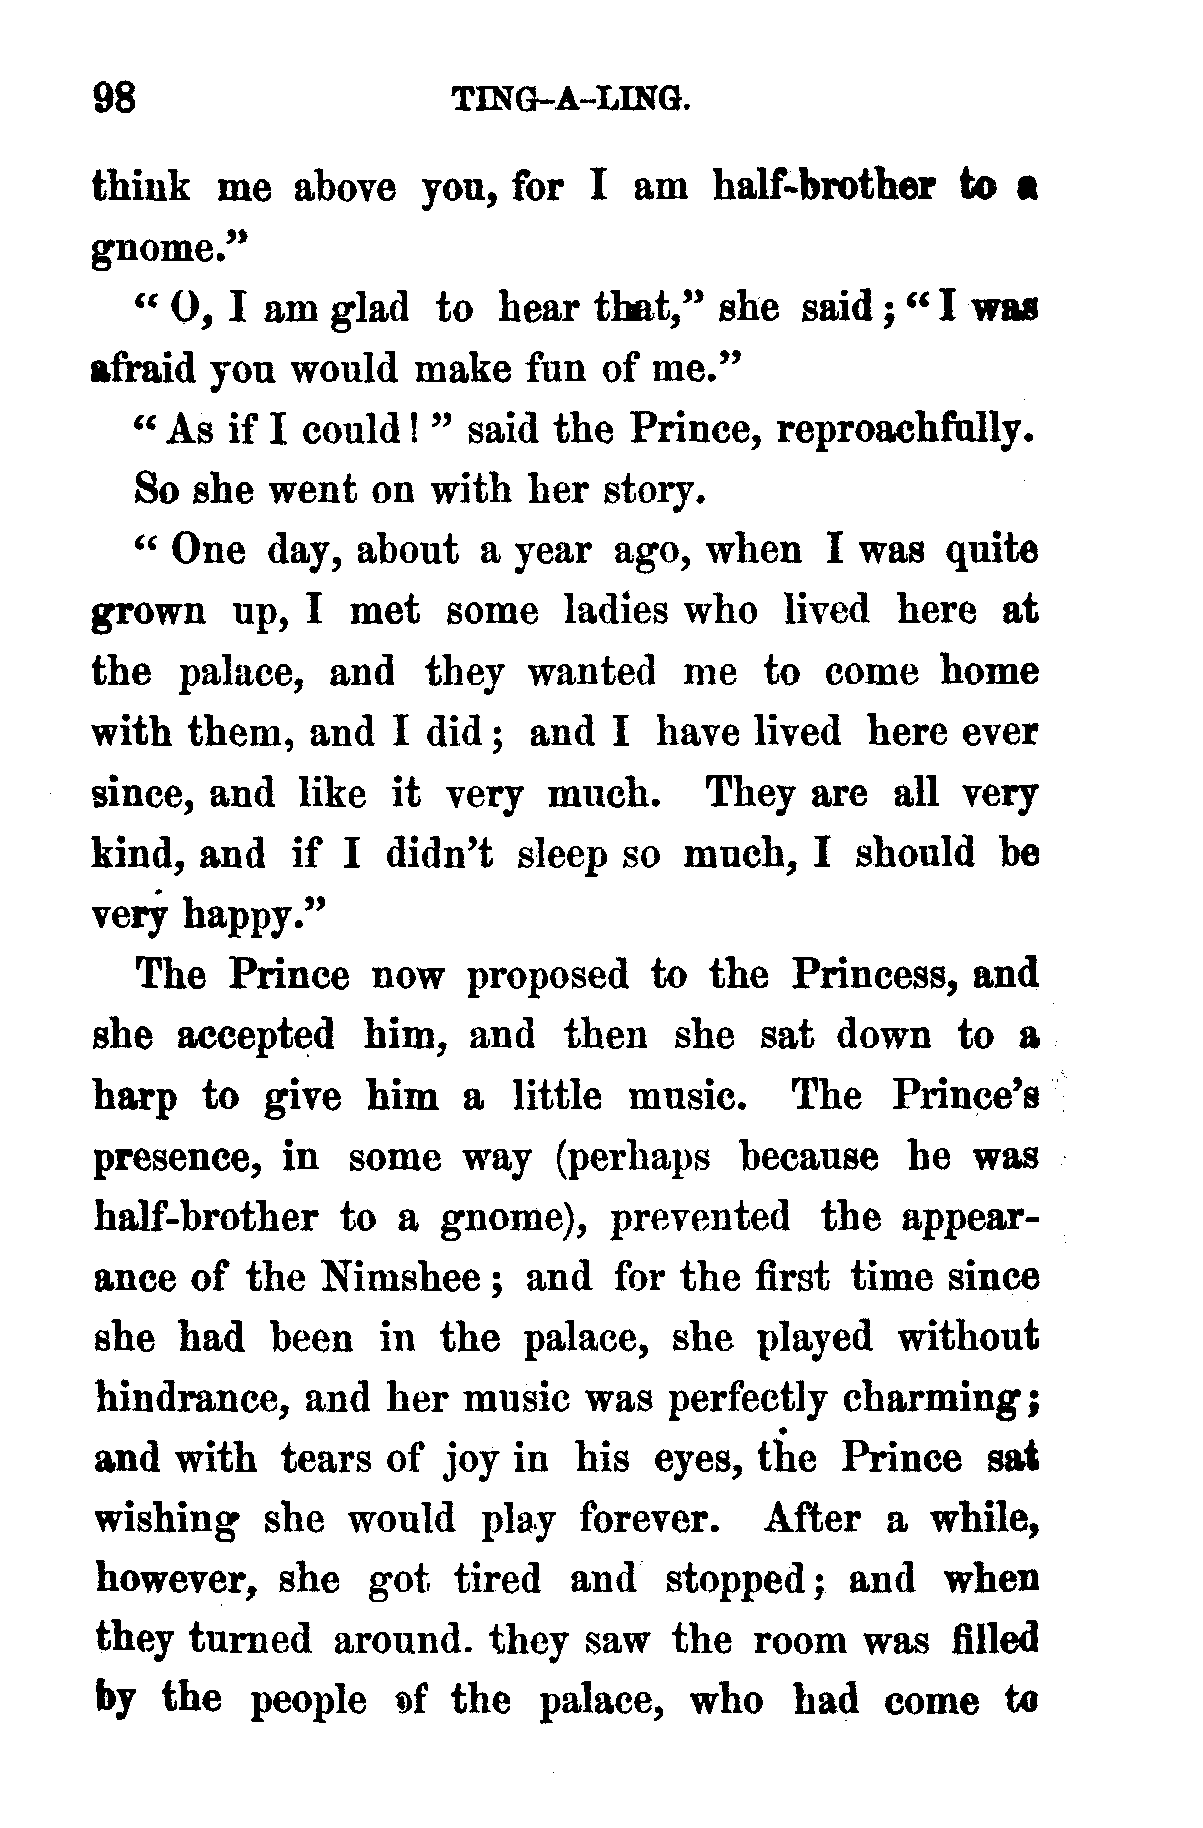 98 TING-A-LING.
think me above you, for I am half-brother to a
gnome."
" O, I am glad to hear that," she said ; " I was
afraid you would make fun of me."
" As if I could ! " said the Prince, reproachfully.
So she went on with her story.
" One day, about a year ago, when I was quite
grown up, I met some ladies who lived here at
the palace, and they wanted me to come home
with them, and I did ; and I have lived here ever
since, and like it very much. They are all very
kind, and if I didn't sleep so much, I should be
very happy."
The Prince now proposed to the Princess, and
she accepted him, and then she sat down to a
harp to give him a little music. The Prince's
presence, in some way (perhaps because he was
half-brother to a gnome), prevented the appear-
ance of the Nimshee ; and for the first time since
she had been in the palace, she played without
hindrance, and her music was perfectly charming ;
and with tears of joy in his eyes, the Prince sat
wishing she would play forever. After a while,
however, she got tired and stopped ; and when
they turned around. they saw the room was filled
by the people of the palace, who had come to